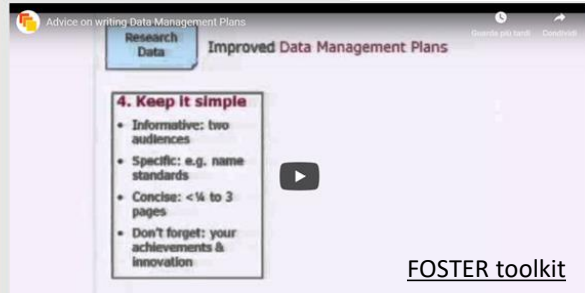 Advice on writing Data Management Plans
Guarda più tardi
Condividi
Research
Data
Improved Data Management Plans
4. Keep it simple
• Informative: two
audiences
• Specific: e.g. name
standards
• Concise: <¼ to 3
pages
• Don't forget: your
achievements &
innovation
FOSTER toolkit